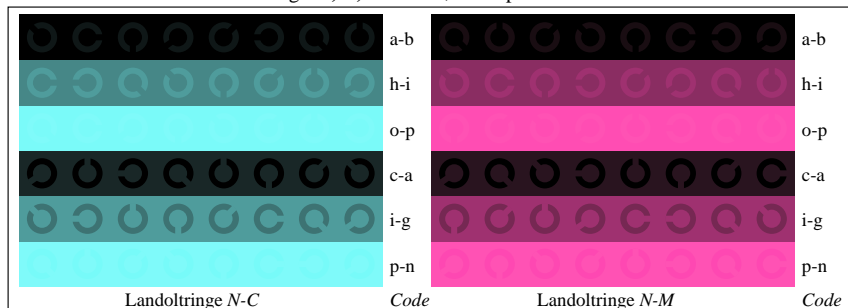 a-b a-b
h-i h-i
o-p o-p
c-a c-a
i-g i-g
p-n p-n
Landoltringe N-C Code Landoltringe N-M Code